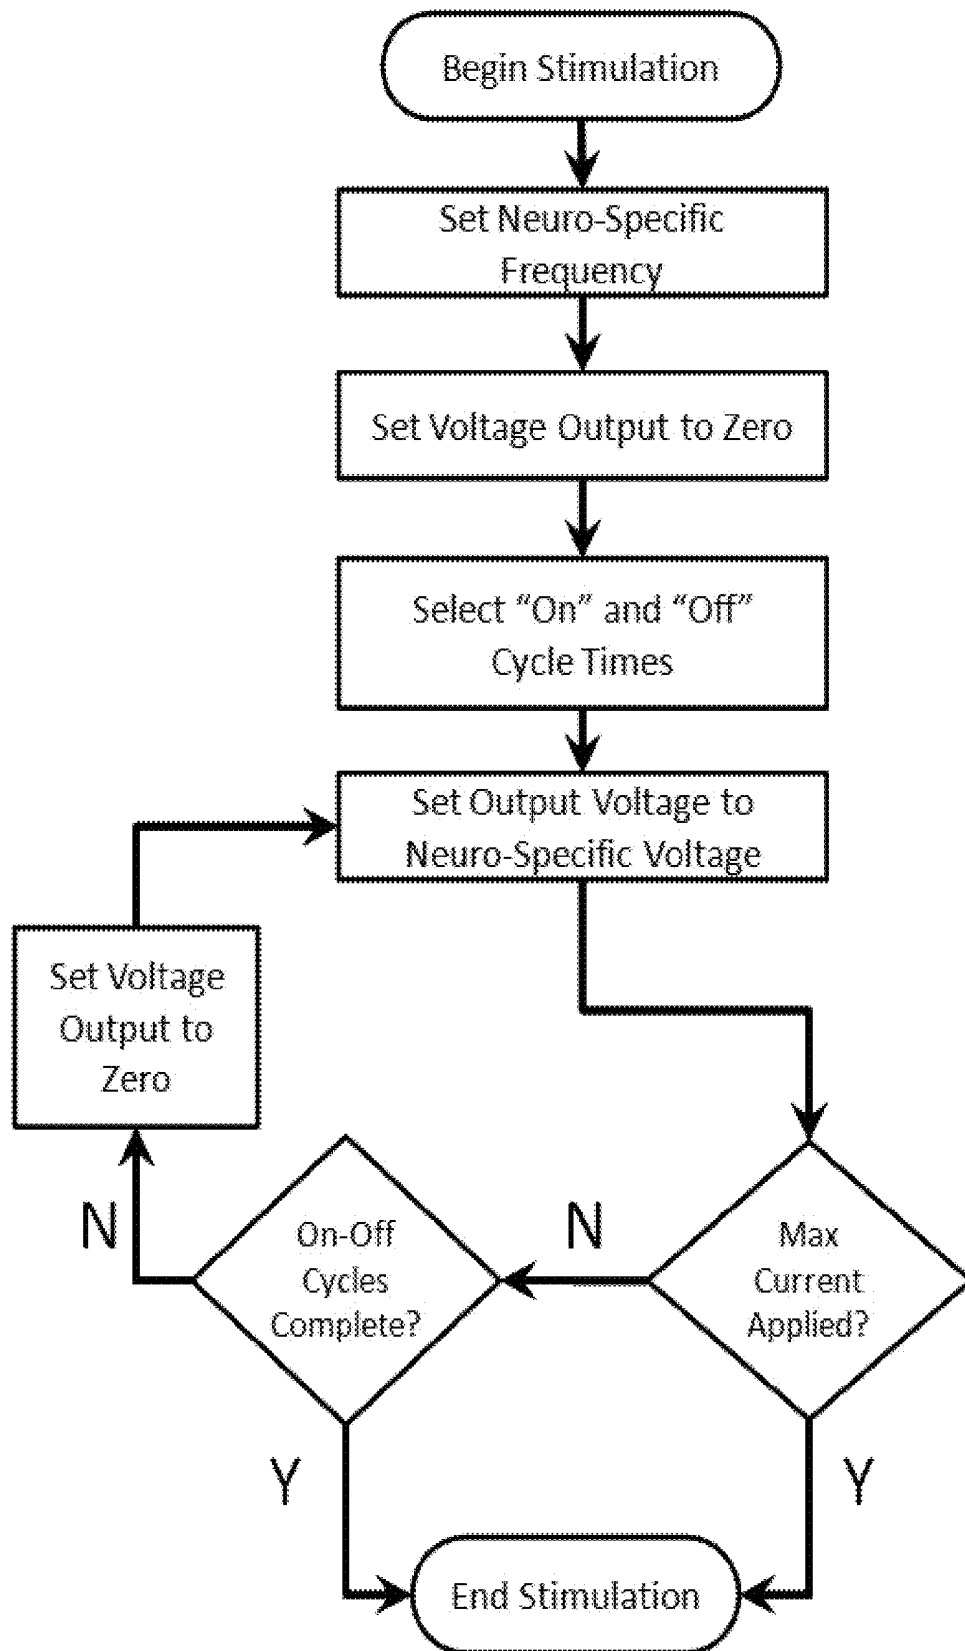 Begin Stimulation
Set Neuro-Specific
Frequency
Set Voltage Output to Zero
Select “On” and “Off”
Cycle Times
Set Output Voltage to
Neuro-Specific Voltage
Set Voltage
Output to
Zero
N
On-Off
Cycles
Complete?
N
Max
Current
Applied?
Y
Y
End Stimulation